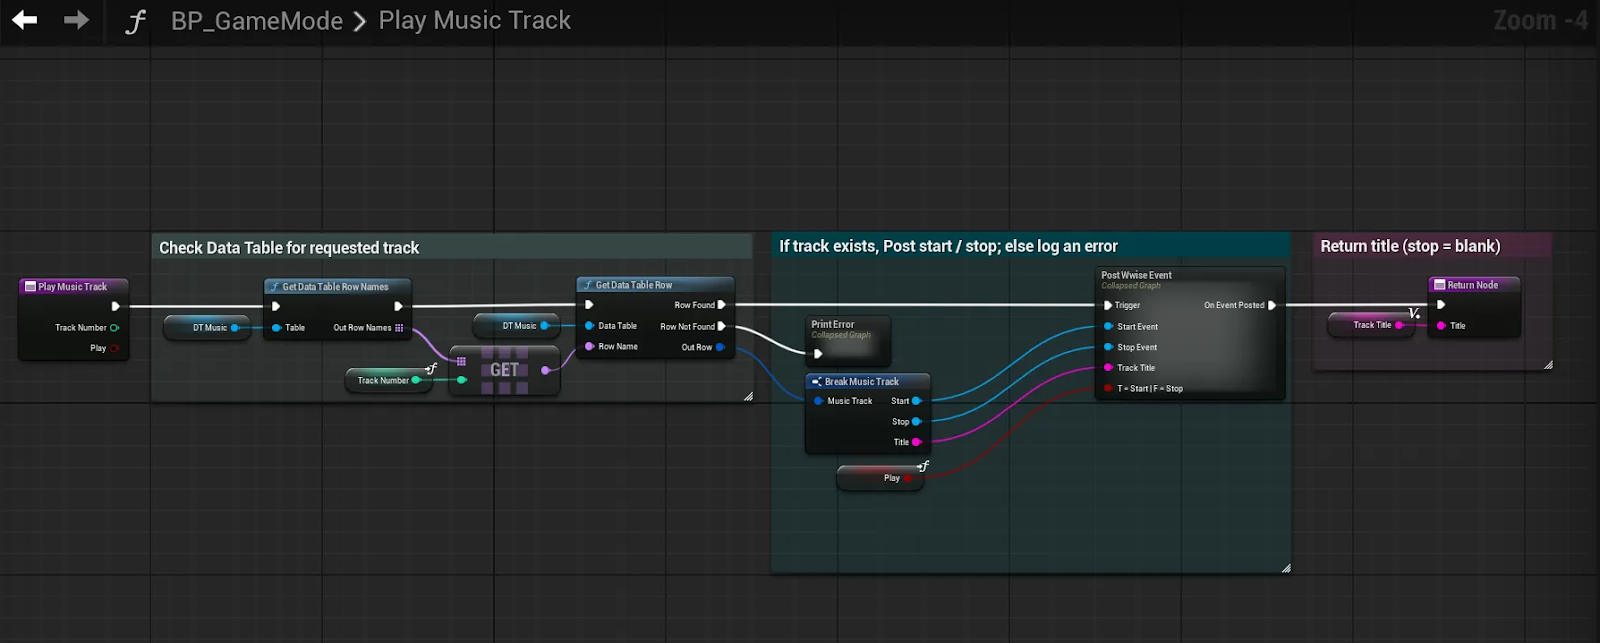 BP_GameMode > Play Music Track
Zoom -4
Check Data Table for requested track
Play Music Track
Track Number
Play
DT Music
f Get Data Table Row Names
Table
Out Row Names
Track Number
GET
DT Music
f Get Data Table Row
Data Table
Row Name
Row Found
Row Not Found
Out Row
If track exists, Post start / stop; else log an error
Print Error
Collapsed Graph
Break Music Track
Music Track
Start
Stop
Title
Play
Post Wwise Event
Collapsed Graph
Trigger
On Event Posted
Start Event
Stop Event
Track Title
T = Start | F = Stop
Return title (stop = blank)
Track Title
V.
Return Node
Title